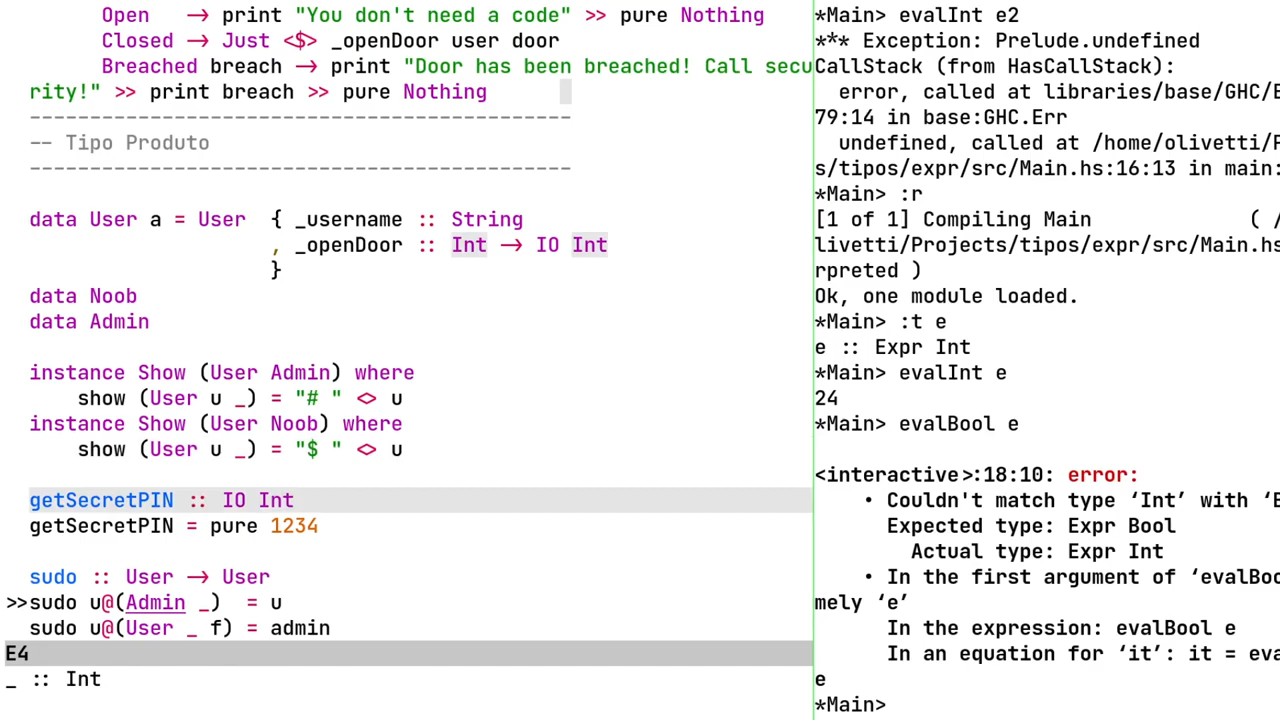 Open   -> print "You don't need a code" >> pure Nothing
Closed -> Just <$> _openDoor user door
Breached breach -> print "Door has been breached! Call secu
rity!" >> print breach >> pure Nothing
---------------------------------------------
-- Tipo Produto
---------------------------------------------
data User a = User  { _username :: String
, _openDoor :: Int -> IO Int
}
data Noob
data Admin
instance Show (User Admin) where
show (User u _) = "# " <> u
instance Show (User Noob) where
show (User u _) = "$ " <> u
getSecretPIN :: IO Int
getSecretPIN = pure 1234
sudo :: User -> User
>>sudo u@(Admin _)  = u
sudo u@(User _ f) = admin
E4
_ :: Int
*Main> evalInt e2
*** Exception: Prelude.undefined
CallStack (from HasCallStack):
error, called at libraries/base/GHC/E
79:14 in base:GHC.Err
undefined, called at /home/olivetti/P
s/tipos/expr/src/Main.hs:16:13 in main:
*Main> :r
[1 of 1] Compiling Main             ( /
livetti/Projects/tipos/expr/src/Main.hs
rpreted )
Ok, one module loaded.
*Main> :t e
e :: Expr Int
*Main> evalInt e
24
*Main> evalBool e
<interactive>:18:10: error:
• Couldn't match type ‘Int’ with ‘B
Expected type: Expr Bool
Actual type: Expr Int
• In the first argument of ‘evalBoo
mely ‘e’
In the expression: evalBool e
In an equation for ‘it’: it = eva
e
*Main>